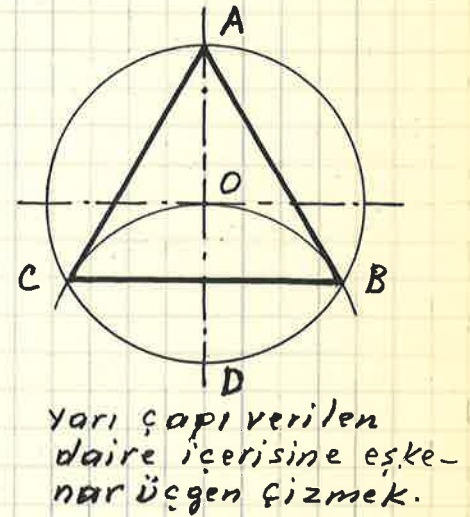 A
O
C
B
D
Yarı çapı verilen
daire içerisine eşke-
nar üçgen çizmek.